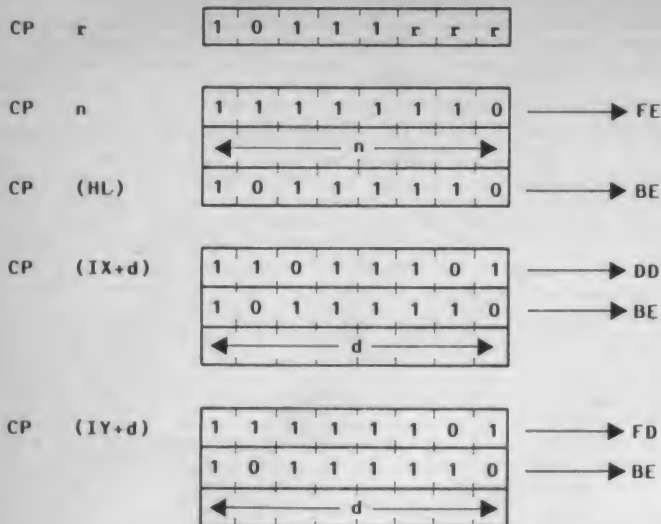 CP r 1 0 1 1 1 r r r
CP n 1 1 1 1 1 1 1 0 FE
n
CP (HL) 1 0 1 1 1 1 1 0 BE
CP (IX+d) 1 1 0 1 1 1 0 1 DD
1 0 1 1 1 1 1 0 BE
d
CP (IY+d) 1 1 1 1 1 1 0 1 FD
1 0 1 1 1 1 1 0 BE
d